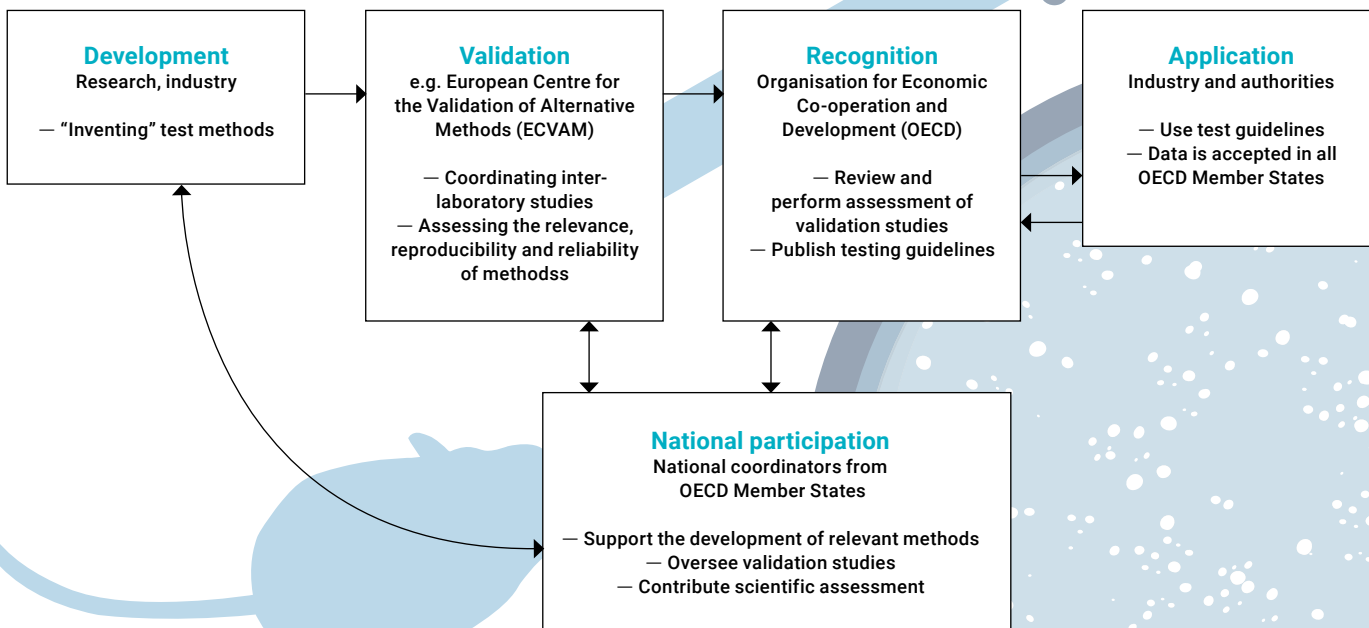 Development
Research, industry
— “Inventing” test methods
Validation
e.g. European Centre for
the Validation of Alternative
Methods (ECVAM)
— Coordinating inter-
laboratory studies
— Assessing the relevance,
reproducibility and reliability
of methodss
Recognition
Organisation for Economic
Co-operation and
Development (OECD)
— Review and
perform assessment of
validation studies
— Publish testing guidelines
Application
Industry and authorities
— Use test guidelines
— Data is accepted in all
OECD Member States
National participation
National coordinators from
OECD Member States
— Support the development of relevant methods
— Oversee validation studies
— Contribute scientific assessment